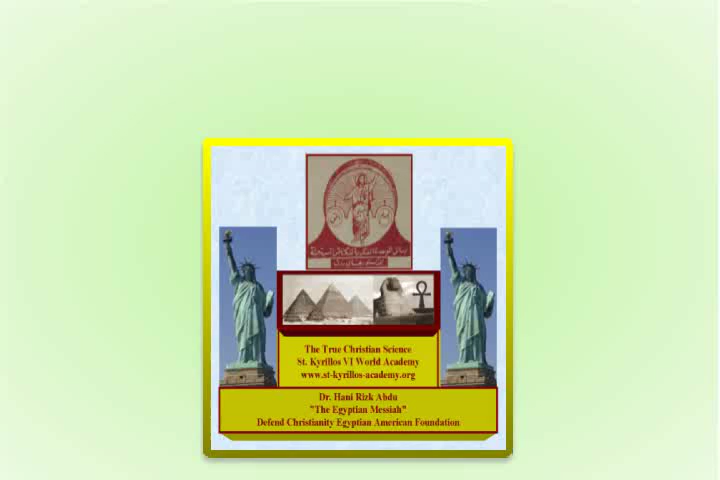 The True Christian Science
St. Kyrillos VI World Academy
www.st-kyrillos-academy.org
Dr. Hani Rizk Abdu
"The Egyptian Messiah"
Defend Christianity Egyptian American Foundation